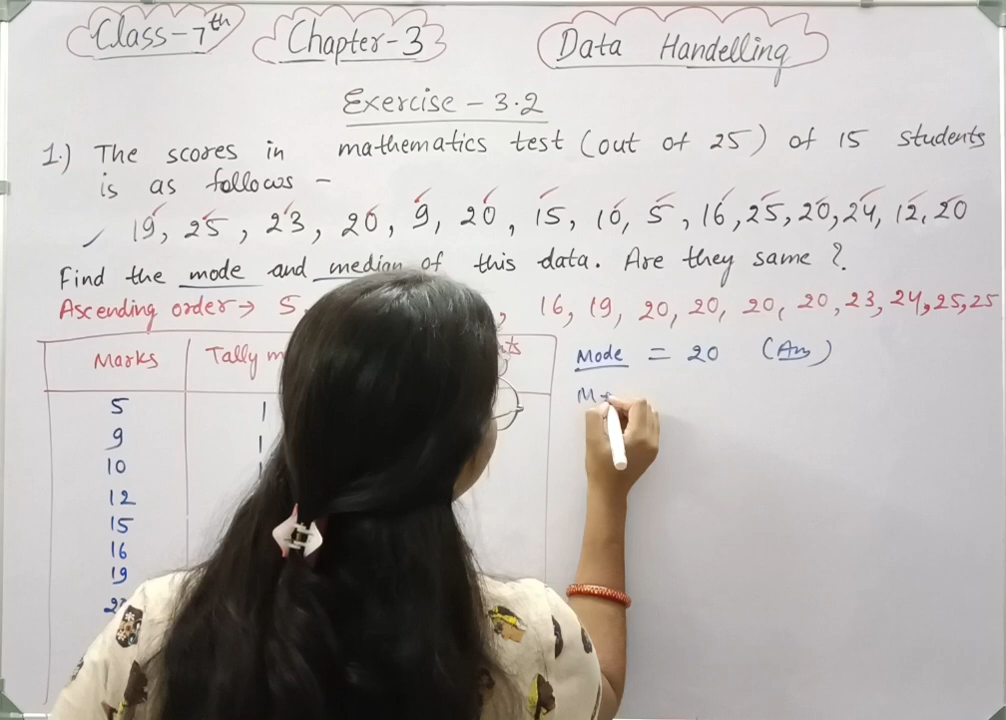 Class-7th Chapter-3 Data Handelling
Exercise - 3.2
1.) The scores in mathematics test (out of 25) of 15 students
is as follows -
19, 25, 23, 20, 9, 20, 15, 10, 5, 16, 25, 20, 24, 12, 20
Find the mode and median of this data. Are they same?
Ascending order → 5, 16, 19, 20, 20, 20, 20, 23, 24, 25, 25
Marks Tally Mode = 20 (Ans)
5 |
9 |
10 |
12
15
16
19